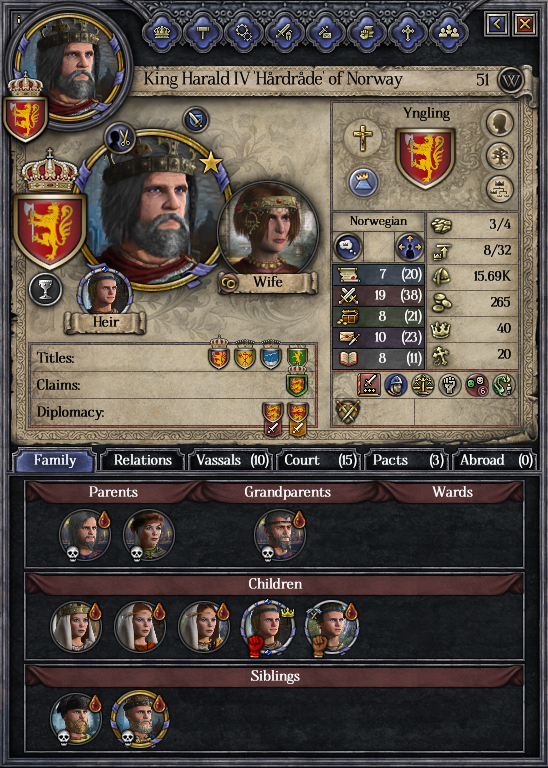 i
King Harald IV 'Hårdråde' of Norway
51
W
Yngling
Wife
Heir
Norwegian
7 (20)
19 (38)
8 (21)
10 (23)
8 (11)
3/4
8/32
15.69K
265
40
20
6
Titles:
Claims:
Diplomacy:
Family
Relations
Vassals (10)
Court (15)
Pacts (3)
Abroad (0)
Parents
Grandparents
Wards
Children
Siblings